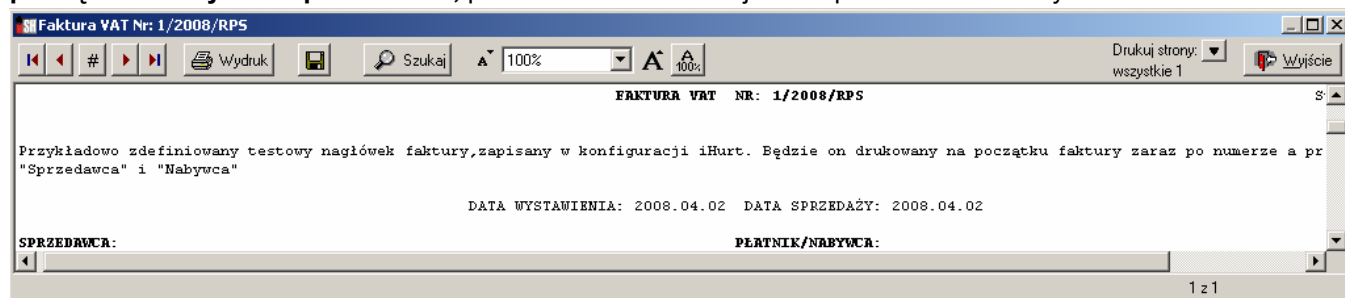 Faktura VAT Nr: 1/2008/RPS
# Wydruk Szukaj A 100% A A 100% Drukuj strony: wszystkie 1 Wyjście
FAKTURA VAT NR: 1/2008/RPS
Przykładowo zdefiniowany testowy nagłówek faktury,zapisany w konfiguracji iHurt. Będzie on drukowany na początku faktury zaraz po numerze a pr
"Sprzedawca" i "Nabywca"
DATA WYSTAWIENIA: 2008.04.02 DATA SPRZEDAŻY: 2008.04.02
SPRZEDAWCA: PŁATNIK/NABYWCA:
1 z 1